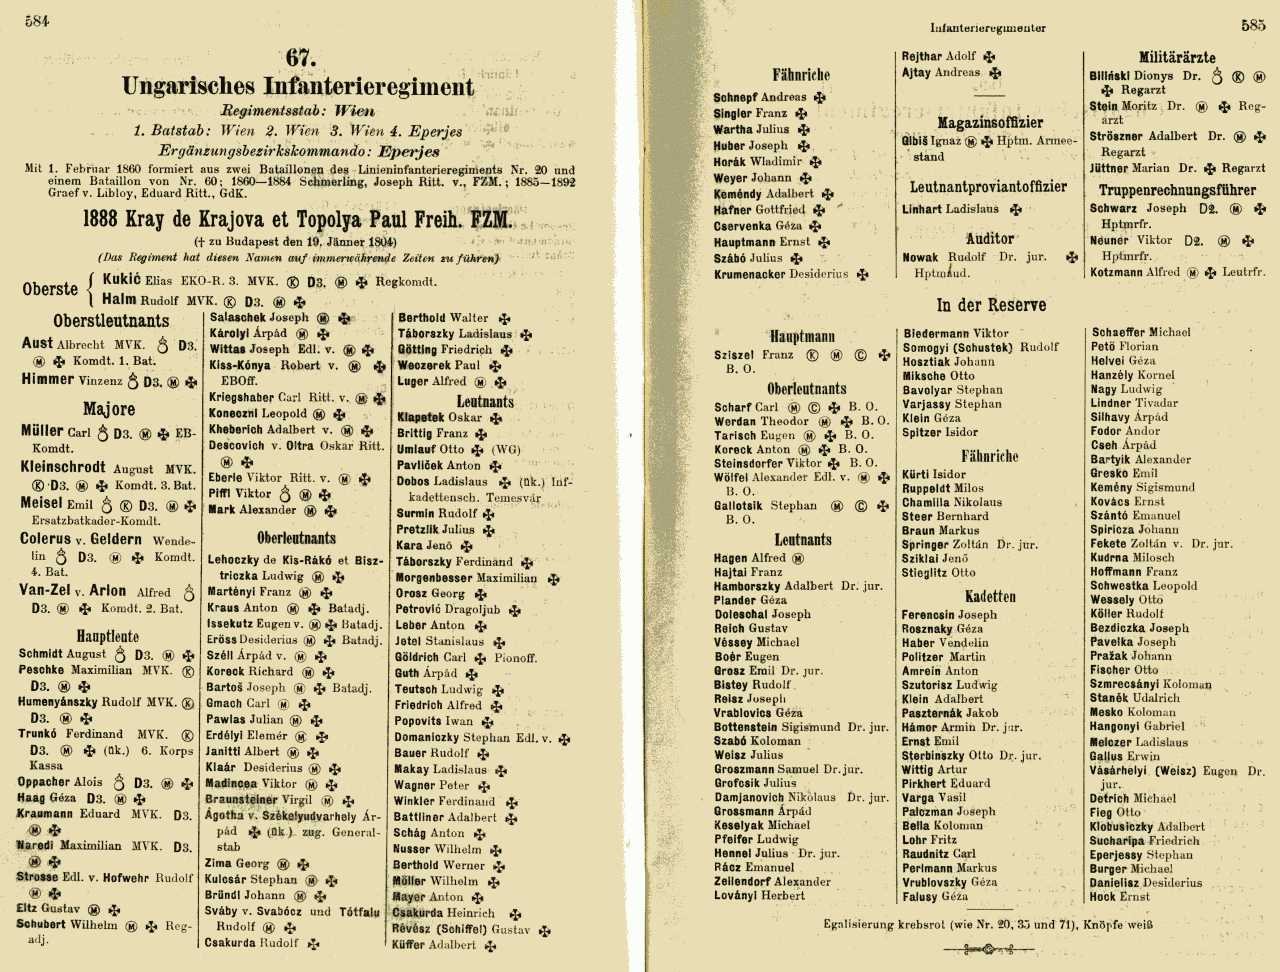 584
67.
Ungarisches Infanterieregiment
Regimentsstab: Wien
1. Batstab: Wien 2. Wien 3. Wien 4. Eperjes
Ergänzungsbezirkskommando: Eperjes
Mit 1. Februar 1860 formiert aus zwei Bataillonen des Linieninfanterieregiments Nr. 20 und
einem Bataillon von Nr. 60; 1860—1884 Schmerling, Joseph Ritt. v., FZM.; 1885—1892
Graef v. Libloy, Eduard Ritt., GdK.
1888 Kray de Krajova et Topolya Paul Freih. FZM.
(† zu Budapest den 19. Jänner 1804)
(Das Regiment hat diesen Namen auf immerwährende Zeiten zu führen)
Oberste
Kukić Elias EKO-R. 3. MVK. Ⓚ D3. Ⓜ ✠ Regkomdt.
Halm Rudolf MVK. Ⓚ D3. Ⓜ ✠
Oberstleutnants
Aust Albrecht MVK. D3.
Ⓜ ✠ Komdt. 1. Bat.
Himmer Vinzenz D3. Ⓜ ✠
Majore
Müller Carl D3. Ⓜ ✠ EB-
Komdt.
Kleinschrodt August MVK.
Ⓚ D3. Ⓜ ✠ Komdt. 3. Bat.
Meisel Emil Ⓚ D3. Ⓜ ✠
Ersatzbatkader-Komdt.
Colerus v. Geldern Wende-
lin D3. Ⓜ ✠ Komdt.
4. Bat.
Van-Zel v. Arlon Alfred
D3. Ⓜ ✠ Komdt. 2. Bat.
Hauptleute
Schmidt August D3. Ⓜ ✠
Peschke Maximilian MVK. Ⓚ
D3. Ⓜ ✠
Humenyánszky Rudolf MVK. Ⓚ
D3. Ⓜ ✠
Trunkó Ferdinand MVK. Ⓚ
D3. Ⓜ ✠ (ük.) 6. Korps
Kassa
Oppacher Alois D3. Ⓜ ✠
Haag Géza D3. Ⓜ ✠
Kraumann Eduard MVK. D3.
Ⓜ ✠
Naredi Maximilian MVK. D3.
Ⓜ ✠
Strosse Edl. v. Hofwehr Rudolf
Ⓜ ✠
Eltz Gustav Ⓜ ✠
Schubert Wilhelm Ⓜ ✠ Reg-
adj.
Salaschek Joseph Ⓜ ✠
Károlyi Árpád Ⓜ ✠
Wittas Joseph Edl. v. Ⓜ ✠
Kiss-Kónya Robert v. Ⓜ ✠
EBOff.
Kriegshaber Carl Ritt. v. Ⓜ ✠
Koneczni Leopold Ⓜ ✠
Kheberich Adalbert v. Ⓜ ✠
Descovich v. Oltra Oskar Ritt.
Ⓜ ✠
Eberle Viktor Ritt. v. Ⓜ ✠
Piffl Viktor Ⓜ ✠
Mark Alexander Ⓜ ✠
Oberleutnants
Lehoczky de Kis-Rákó et Bisz-
triczka Ludwig Ⓜ ✠
Martényi Franz Ⓜ ✠
Kraus Anton Ⓜ ✠ Batadj.
Issekutz Eugen v. Ⓜ ✠ Batadj.
Eröss Desiderius Ⓜ ✠ Batadj.
Széll Árpád v. Ⓜ ✠
Koreck Richard Ⓜ ✠
Bartoš Joseph Ⓜ ✠ Batadj.
Gmach Carl Ⓜ ✠
Pawlas Julian Ⓜ ✠
Erdélyi Elemér Ⓜ ✠
Janitti Albert Ⓜ ✠
Klaár Desiderius Ⓜ ✠
Madincea Viktor Ⓜ ✠
Braunsteiner Virgil Ⓜ ✠
Ágotha v. Székelyudvarhely Ár-
pád ✠ (ük.) zug. General-
stab
Zima Georg Ⓜ ✠
Kulcsár Stephan Ⓜ ✠
Bründl Johann Ⓜ ✠
Sváby v. Svabócz und Tótfalu
Rudolf Ⓜ ✠
Csakurda Rudolf ✠
Berthold Walter ✠
Táborszky Ladislaus ✠
Götting Friedrich ✠
Weczerek Paul ✠
Luger Alfred Ⓜ ✠
Leutnants
Klapetek Oskar ✠
Brittig Franz ✠
Umlauf Otto ✠ (WG)
Pavliček Anton ✠
Dobos Ladislaus ✠ (ük.) Inf-
kadettensch. Temesvár
Surmin Rudolf ✠
Pretzlik Julius ✠
Kara Jenö ✠
Táborszky Ferdinand ✠
Morgenbesser Maximilian ✠
Orosz Georg ✠
Petrović Dragoljub ✠
Leber Anton ✠
Jetel Stanislaus ✠
Göldrich Carl ✠ Pionoff.
Guth Árpád ✠
Teutsch Ludwig ✠
Friedrich Alfred ✠
Popovits Iwan ✠
Domaniczky Stephan Edl. v. ✠
Bauer Rudolf ✠
Makay Ladislaus ✠
Wagner Peter ✠
Winkler Ferdinand ✠
Battliner Adalbert ✠
Schág Anton ✠
Nusser Wilhelm ✠
Berthold Werner ✠
Möller Wilhelm ✠
Mayer Anton ✠
Csakurda Heinrich ✠
Révész (Schiffel) Gustav ✠
Küffer Adalbert ✠
Infanterieregimenter
585
Fähnriche
Schnepf Andreas ✠
Singler Franz ✠
Wartha Julius ✠
Huber Joseph ✠
Horák Wladimir ✠
Weyer Johann ✠
Keméndy Adalbert ✠
Hafner Gottfried ✠
Cservenka Géza ✠
Hauptmann Ernst ✠
Szábó Julius ✠
Krumenacker Desiderius ✠
Rejthar Adolf ✠
Ajtay Andreas ✠
Magazinsoffizier
Glbiš Ignaz Ⓜ ✠ Hptm. Armee-
stand
Leutnantproviantoffizier
Linhart Ladislaus ✠
Auditor
Nowak Rudolf Dr. jur. ✠
Hptmaud.
Militärärzte
Biliński Dionys Dr. Ⓚ Ⓜ
✠ Regarzt
Stein Moritz Dr. Ⓜ ✠ Reg-
arzt
Ströszner Adalbert Dr. Ⓜ ✠
Regarzt
Jüttner Marian Dr. ✠ Regarzt
Truppenrechnungsführer
Schwarz Joseph D2. Ⓜ ✠
Hptmrfr.
Neuner Viktor D2. Ⓜ ✠
Hptmrfr.
Kotzmann Alfred Ⓜ ✠ Leutrfr.
In der Reserve
Hauptmann
Sziszel Franz Ⓚ Ⓜ Ⓒ ✠
B. O.
Oberleutnants
Scharf Carl Ⓜ Ⓒ ✠ B. O.
Werdan Theodor Ⓜ ✠ B. O.
Tarisch Eugen Ⓜ ✠ B. O.
Koreck Anton Ⓜ ✠ B. O.
Steinsdorfer Viktor ✠ B. O.
Wölfel Alexander Edl. v. Ⓜ ✠
B. O.
Gallotsik Stephan Ⓜ Ⓒ ✠
B. O.
Leutnants
Hagen Alfred Ⓜ
Hajtai Franz
Hamborszky Adalbert Dr. jur.
Plander Géza
Doleschal Joseph
Reich Gustav
Véssey Michael
Boér Eugen
Grosz Emil Dr. jur.
Bistey Rudolf
Reisz Joseph
Vrablovics Géza
Bottenstein Sigismund Dr. jur.
Szabó Koloman
Weisz Julius
Groszmann Samuel Dr. jur.
Grofcsik Julius
Damjanovich Nikolaus Dr. jur.
Grossmann Árpád
Keselyak Michael
Pfeifer Ludwig
Hennel Julius Dr. jur.
Rácz Emanuel
Zellendorf Alexander
Loványi Herbert
Biedermann Viktor
Somogyi (Schustek) Rudolf
Hosztiak Johann
Miksche Otto
Bavolyar Stephan
Varjassy Stephan
Klein Géza
Spitzer Isidor
Fähnriche
Kürti Isidor
Ruppeldt Milos
Chamilla Nikolaus
Steer Bernhard
Braun Markus
Springer Zoltán Dr. jur.
Sziklai Jenő
Stieglitz Otto
Kadetten
Ferencsin Joseph
Rosznaky Géza
Haber Vendelin
Politzer Martin
Amrein Anton
Szutorisz Ludwig
Klein Adalbert
Paszternák Jakob
Hámor Armin Dr. jur.
Ernst Emil
Sterbinszky Otto Dr. jur.
Wittig Artur
Pirkhert Eduard
Varga Vasil
Palczman Joseph
Bella Koloman
Lohr Fritz
Raudnitz Carl
Perlmann Markus
Vrublovszky Géza
Falusy Géza
Schaeffer Michael
Petö Florian
Helvei Géza
Hanzély Kornel
Nagy Ludwig
Lindner Tivadar
Silhavy Árpád
Fodor Andor
Cseh Árpád
Bartyik Alexander
Gresko Emil
Kemény Sigismund
Kovács Ernst
Szántó Emanuel
Spiricza Johann
Fekete Zoltán v. Dr. jur.
Kudrna Milosch
Hoffmann Franz
Schwestka Leopold
Wessely Otto
Köller Rudolf
Bezdiczka Joseph
Pavelka Joseph
Pražak Johann
Fischer Otto
Szmrecsányi Koloman
Staněk Udalrich
Mesko Koloman
Hangonyi Gabriel
Melczer Ladislaus
Gallus Erwin
Vásárhelyi (Weisz) Eugen Dr.
jur.
Detrich Michael
Fleg Otto
Klobusiczky Adalbert
Sucharipa Friedrich
Eperjessy Stephan
Burger Michael
Danielisz Desiderius
Hock Ernst
Egalisierung krebsrot (wie Nr. 20, 35 und 71), Knöpfe weiß